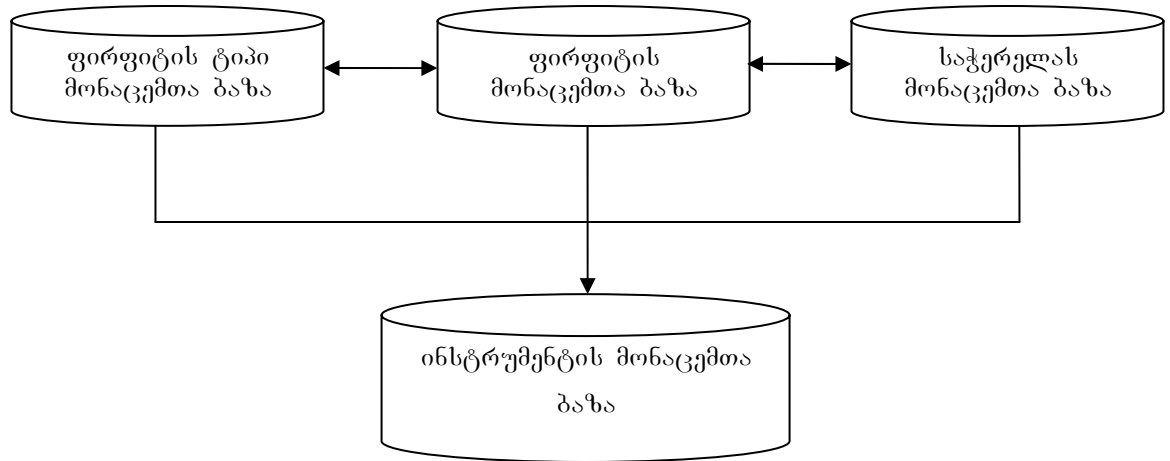 ფირფიტის ტიპი
მონაცემთა ბაზა
ფირფიტის
მონაცემთა ბაზა
საჭერელას
მონაცემთა ბაზა
ინსტრუმენტის მონაცემთა
ბაზა